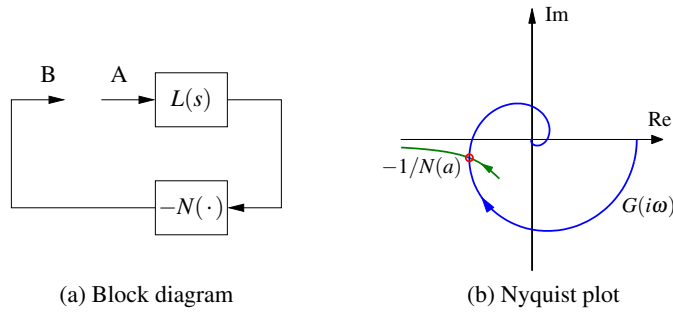 Im
B
A
L(s)
Re
−1/N(a)
−N(·)
G(iω)
(a) Block diagram
(b) Nyquist plot